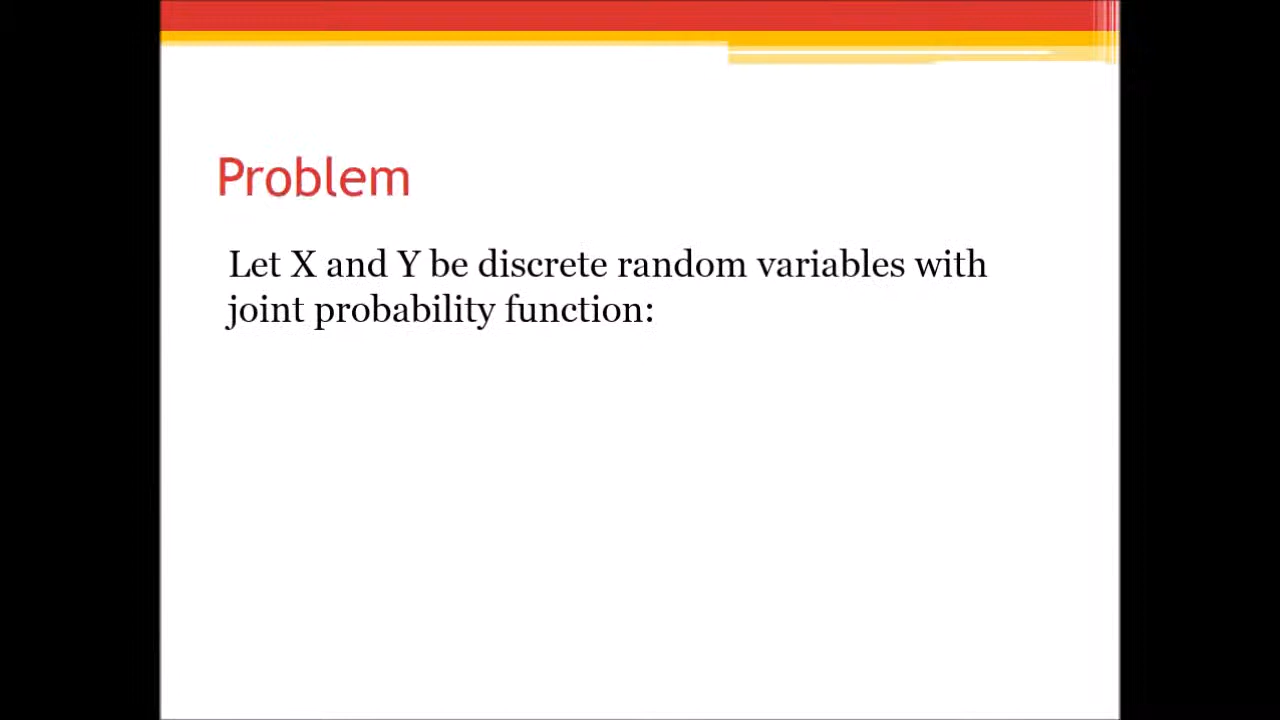 Problem
Let X and Y be discrete random variables with
joint probability function: